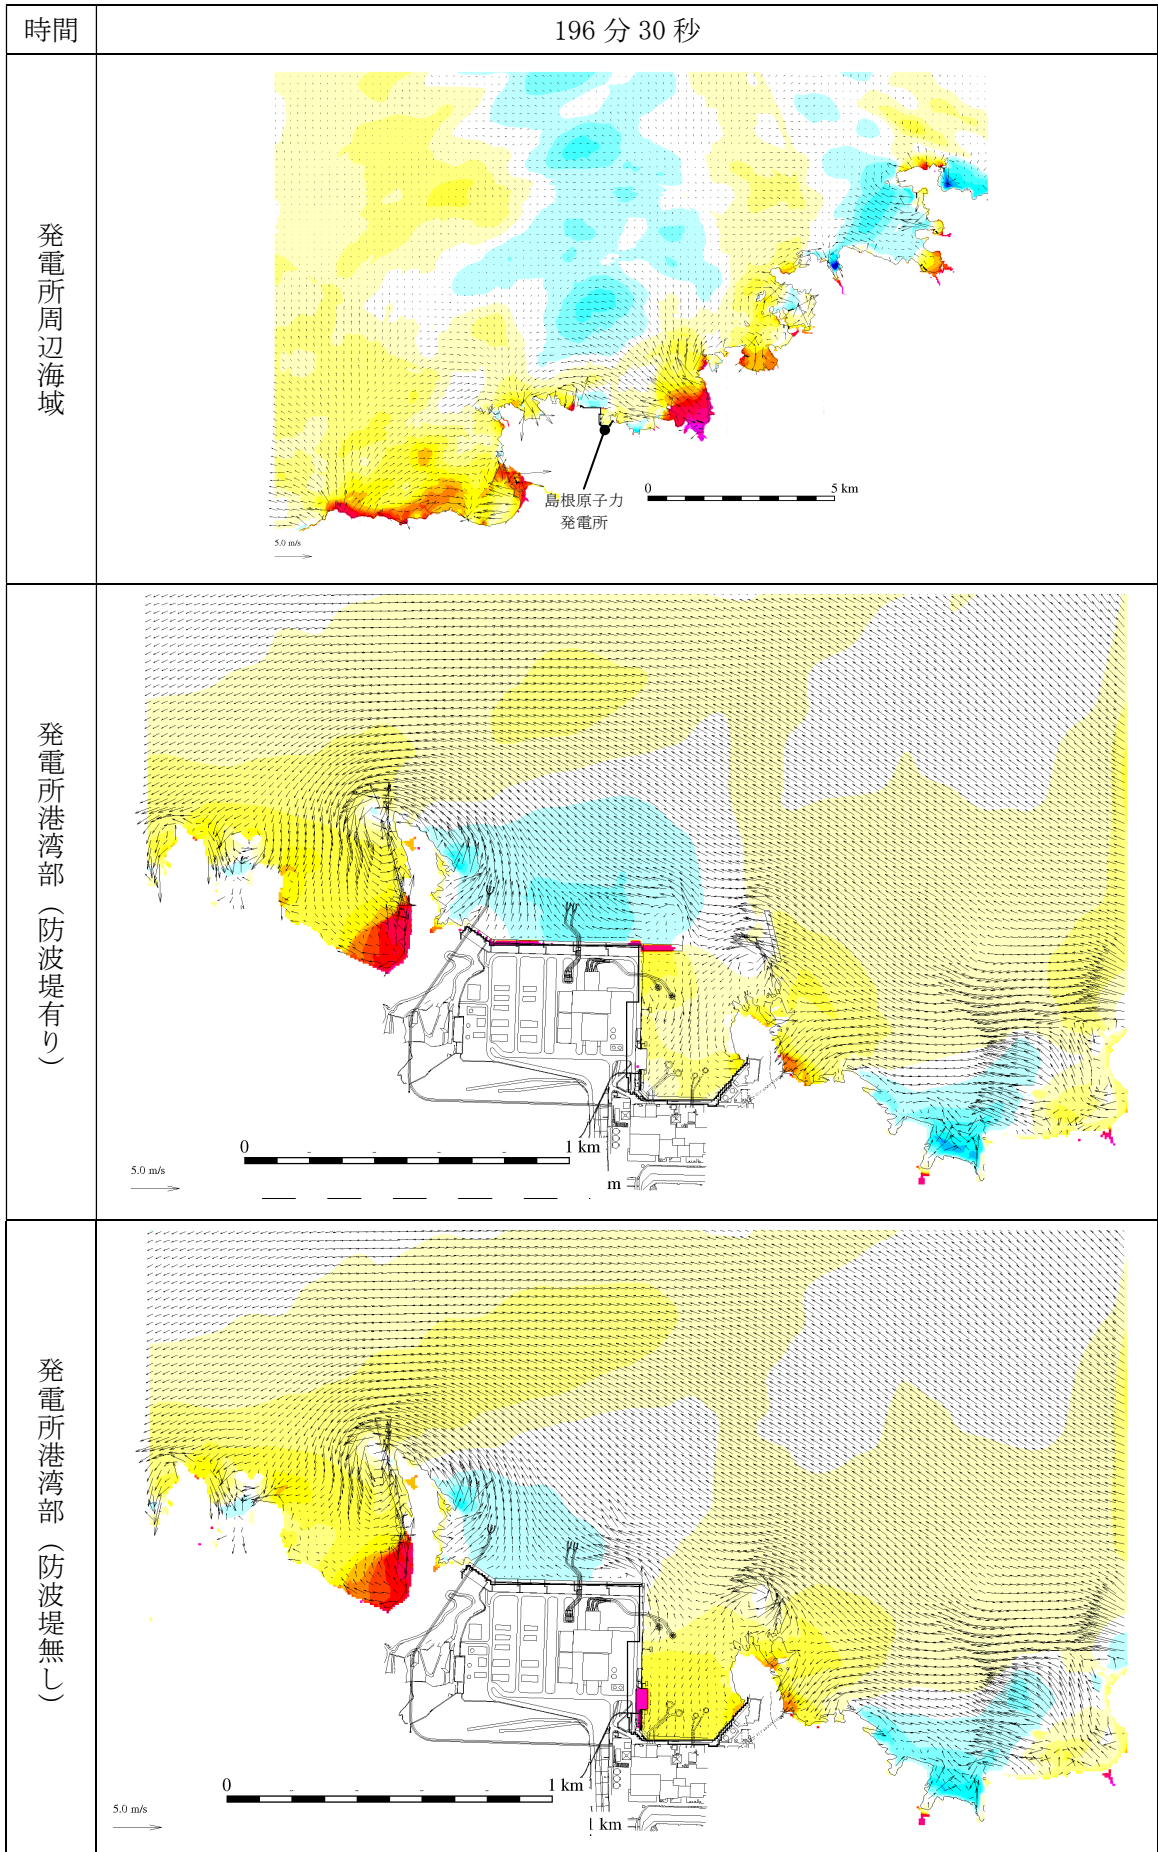 時間
196 分 30 秒
発電所周辺海域
島根原子力
発電所
0
5 km
5.0 m/s
発電所港湾部（防波堤有り）
0
1 km
5.0 m/s
m
発電所港湾部（防波堤無し）
0
1 km
5.0 m/s
1 km